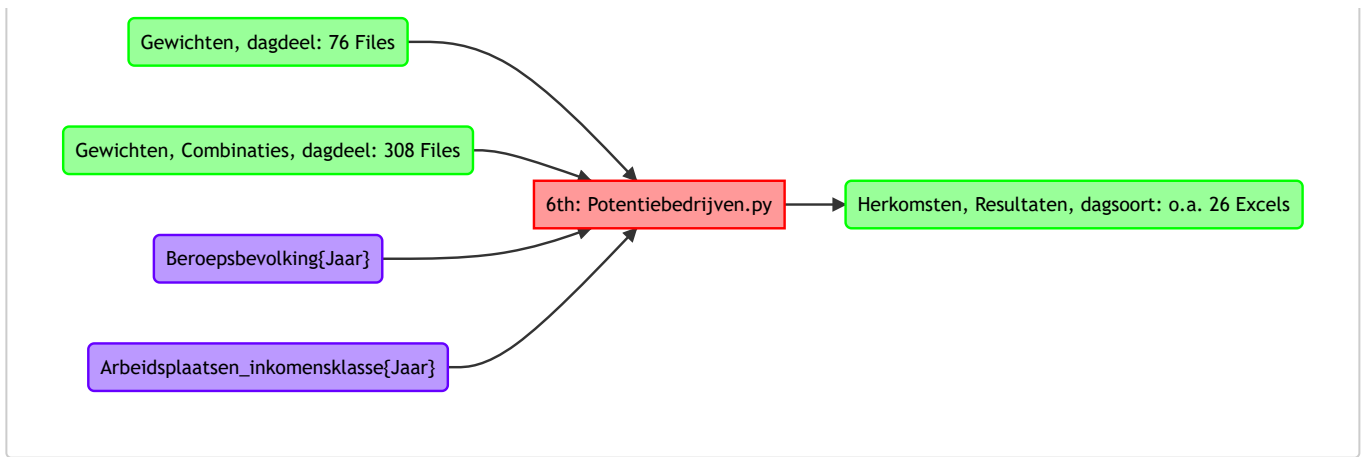 Gewichten, dagdeel: 76 Files
Gewichten, Combinaties, dagdeel: 308 Files
6th: Potentiebedrijven.py
Herkomsten, Resultaten, dagsoort: o.a. 26 Excels
Beroepsbevolking{Jaar}
Arbeidsplaatsen_inkomensklasse{Jaar}